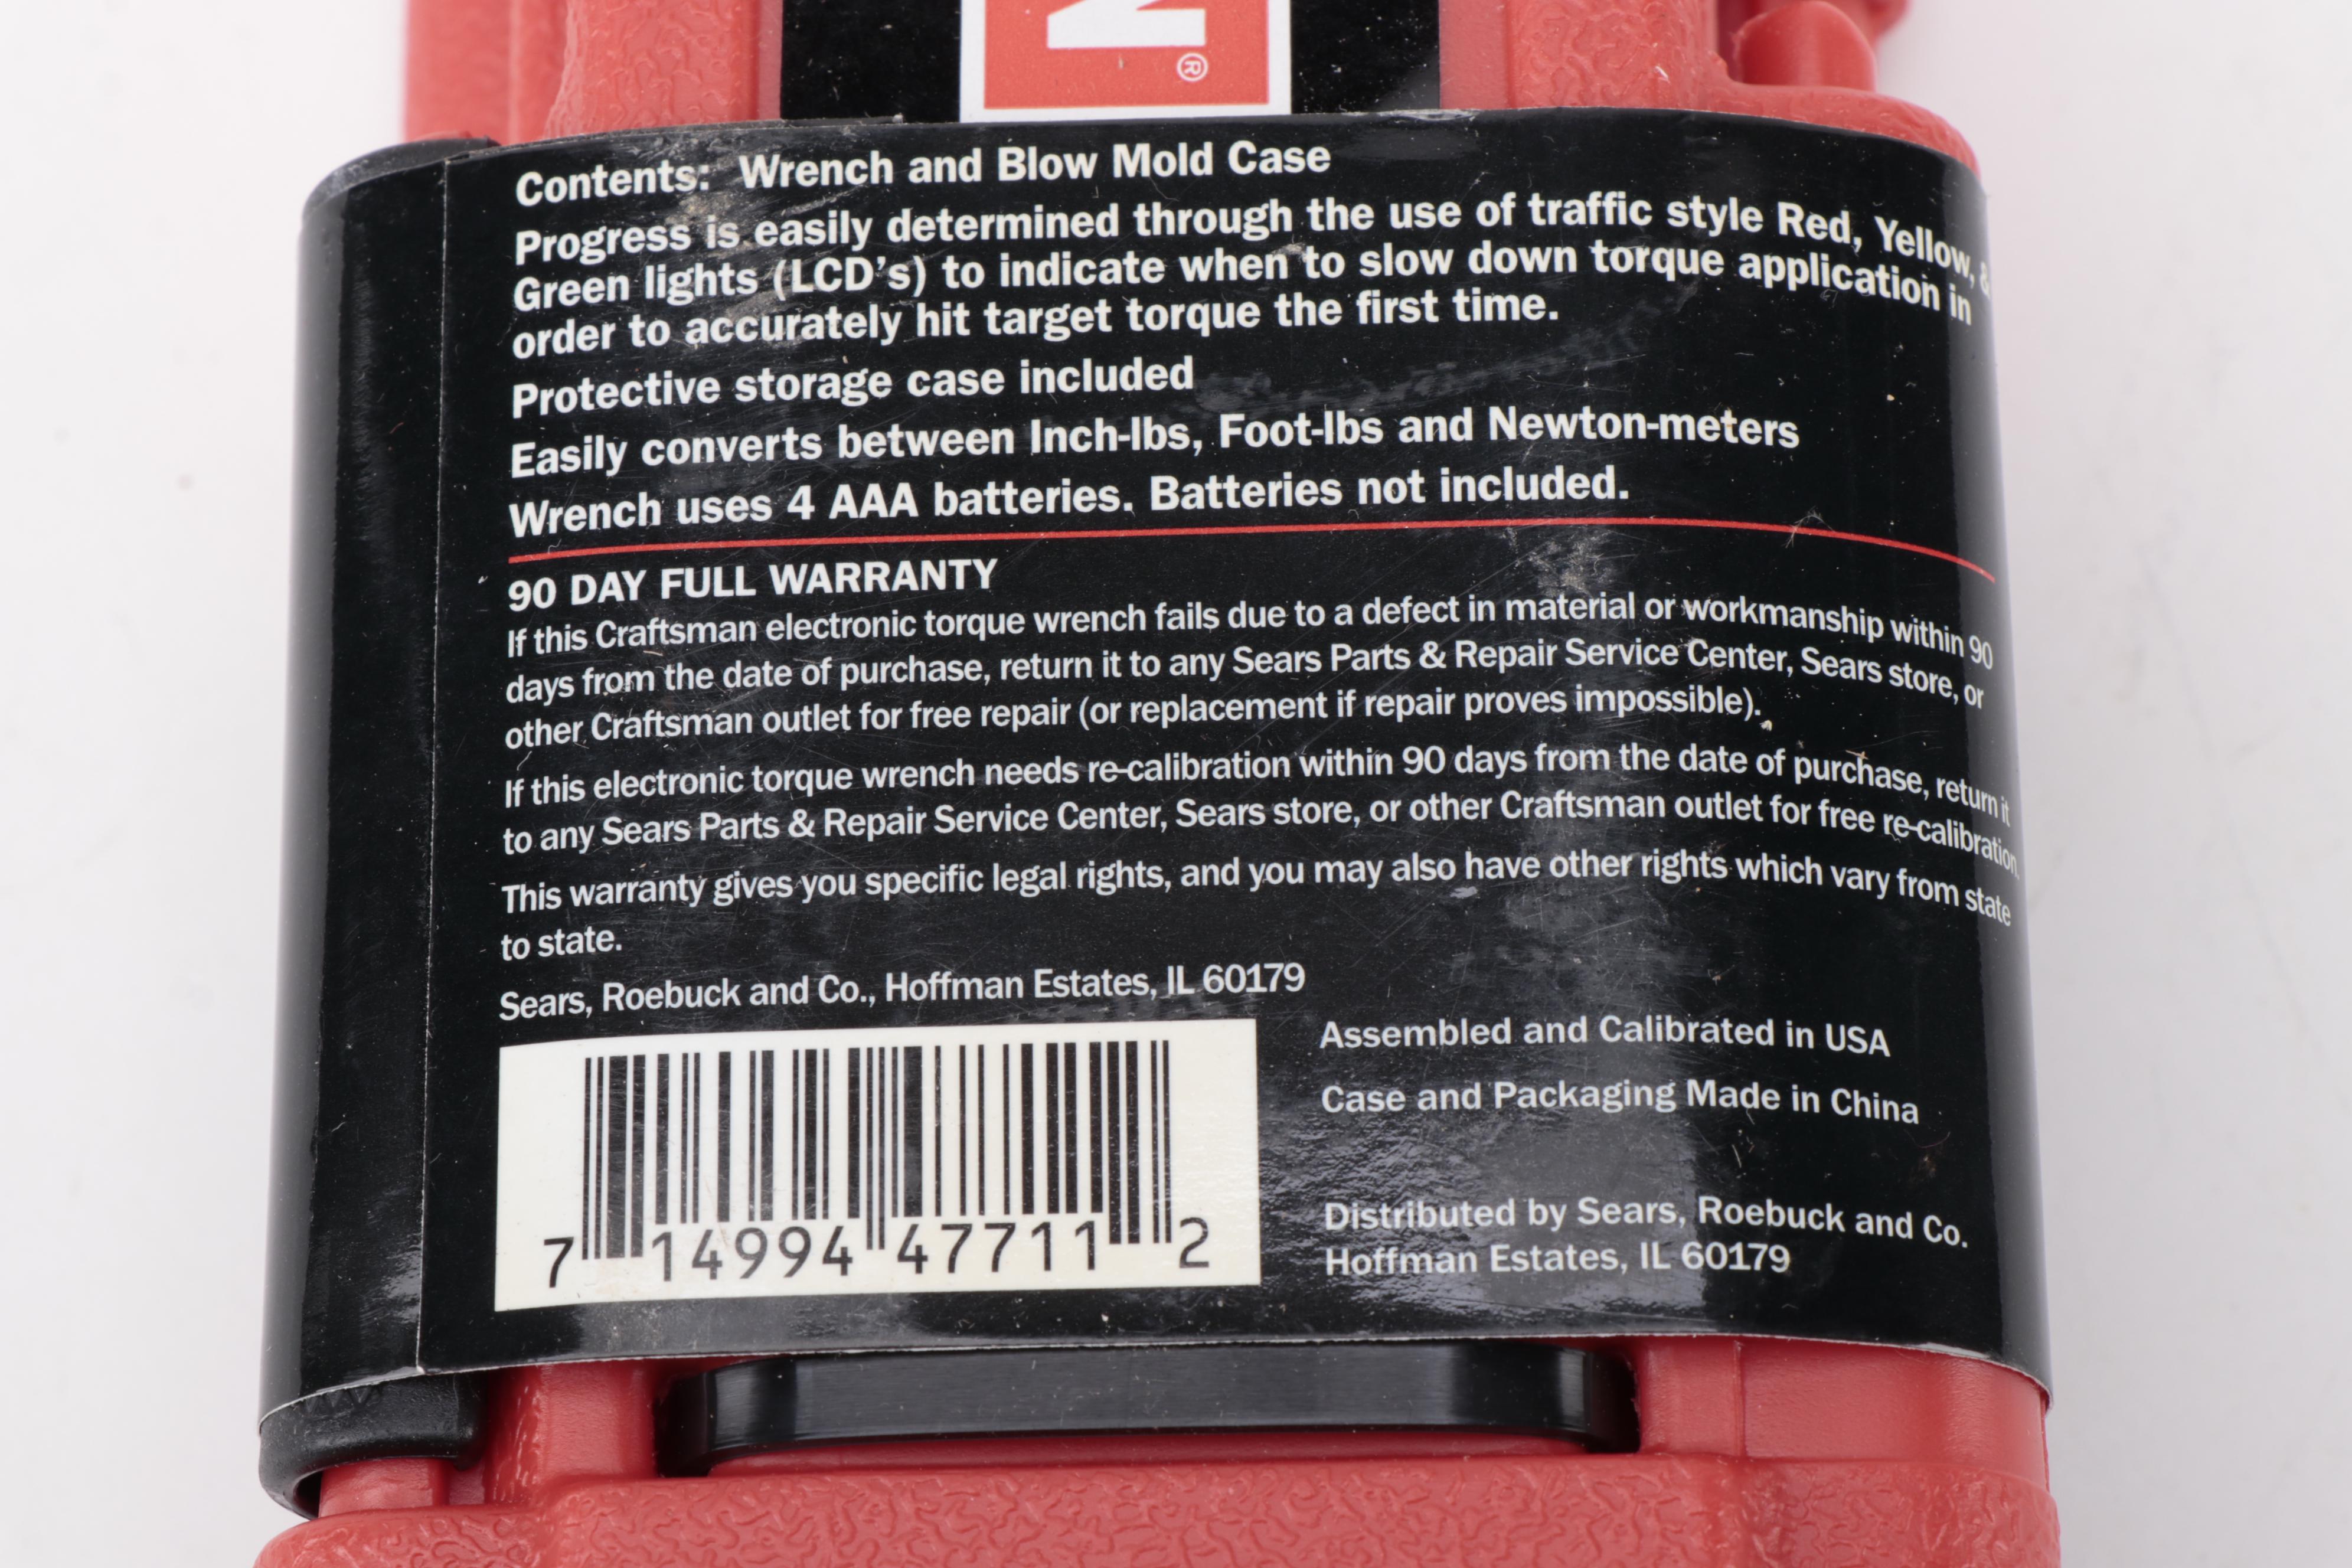 N®
Contents: Wrench and Blow Mold Case
Progress is easily determined through the use of traffic style Red, Yellow, &
Green lights (LCD's) to indicate when to slow down torque application in
order to accurately hit target torque the first time.
Protective storage case included
Easily converts between Inch-lbs, Foot-lbs and Newton-meters
Wrench uses 4 AAA batteries. Batteries not included.
90 DAY FULL WARRANTY
If this Craftsman electronic torque wrench fails due to a defect in material or workmanship within 90
days from the date of purchase, return it to any Sears Parts & Repair Service Center, Sears store, or
other Craftsman outlet for free repair (or replacement if repair proves impossible).
If this electronic torque wrench needs re-calibration within 90 days from the date of purchase, return it
to any Sears Parts & Repair Service Center, Sears store, or other Craftsman outlet for free re-calibration.
This warranty gives you specific legal rights, and you may also have other rights which vary from state
to state.
Sears, Roebuck and Co., Hoffman Estates, IL 60179
7 14994 47711 2
Assembled and Calibrated in USA
Case and Packaging Made in China
Distributed by Sears, Roebuck and Co.
Hoffman Estates, IL 60179